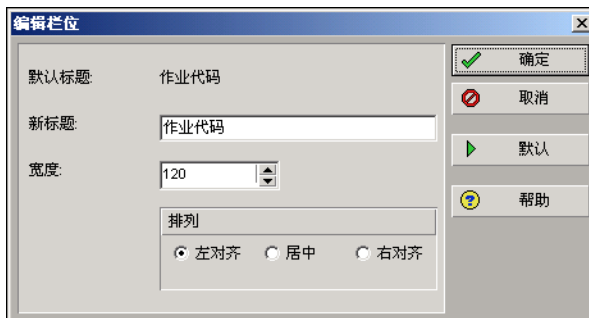 编辑栏位
默认标题: 作业代码
新标题: 作业代码
宽度: 120
排列
左对齐 居中 右对齐
确定
取消
默认
帮助